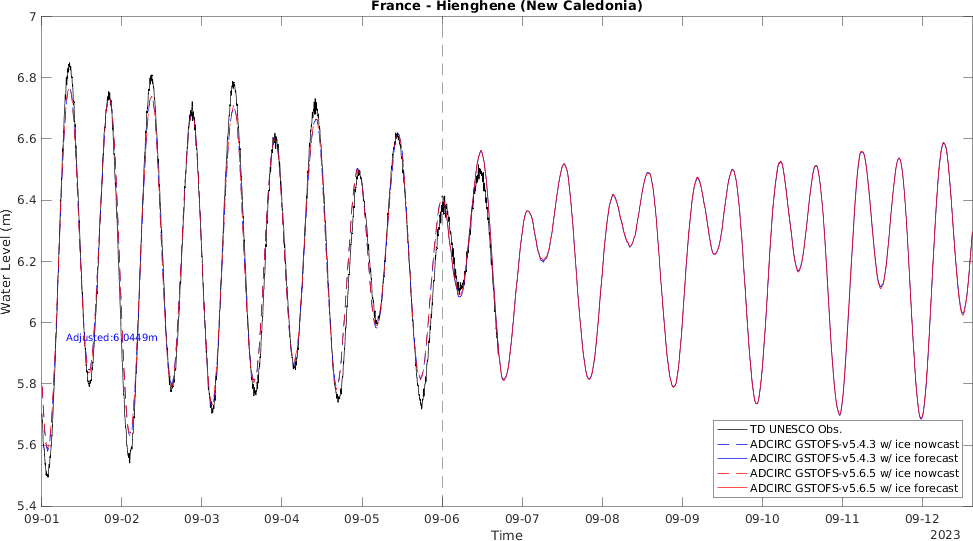 France - Hienghene (New Caledonia)
7
6.8
6.6
6.4
6.2
6
5.8
5.6
5.4
Water Level (m)
Adjusted:6.0449m
TD UNESCO Obs.
ADCIRC GSTOFS-v5.4.3 w/ ice nowcast
ADCIRC GSTOFS-v5.4.3 w/ ice forecast
ADCIRC GSTOFS-v5.6.5 w/ ice nowcast
ADCIRC GSTOFS-v5.6.5 w/ ice forecast
09-01 09-02 09-03 09-04 09-05 09-06 09-07 09-08 09-09 09-10 09-11 09-12
2023
Time